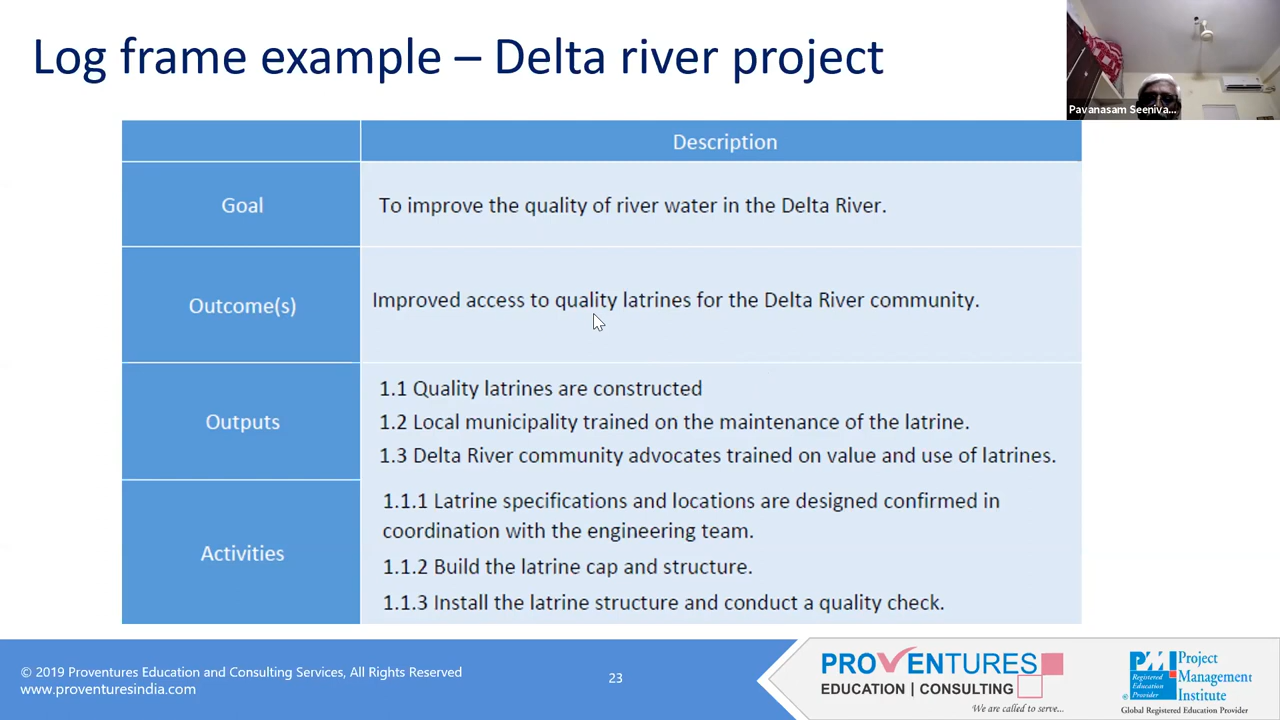 Log frame example – Delta river project
Pavanasam Seeniva...
Description
Goal
To improve the quality of river water in the Delta River.
Outcome(s)
Improved access to quality latrines for the Delta River community.
Outputs
1.1 Quality latrines are constructed
1.2 Local municipality trained on the maintenance of the latrine.
1.3 Delta River community advocates trained on value and use of latrines.
Activities
1.1.1 Latrine specifications and locations are designed confirmed in
coordination with the engineering team.
1.1.2 Build the latrine cap and structure.
1.1.3 Install the latrine structure and conduct a quality check.
© 2019 Proventures Education and Consulting Services, All Rights Reserved
www.proventuresindia.com
23
PROVENTURES
EDUCATION | CONSULTING
We are called to serve...
PMI
Registered
Education
Provider
®
Project
Management
Institute
Global Registered Education Provider